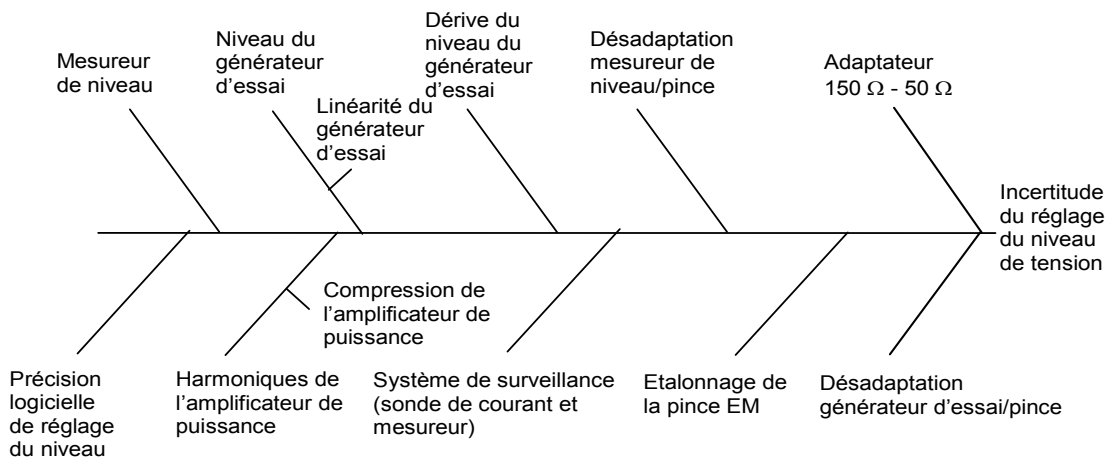 Mesureur
de niveau
Niveau du
générateur
d'essai
Linéarité du
générateur
d'essai
Dérive du
niveau du
générateur
d'essai
Désadaptation
mesureur de
niveau/pince
Adaptateur
150 Ω - 50 Ω
Incertitude
du réglage
du niveau
de tension
Compression de
l'amplificateur de
puissance
Précision
logicielle
de réglage
du niveau
Harmoniques de
l'amplificateur de
puissance
Système de surveillance
(sonde de courant et
mesureur)
Etalonnage de
la pince EM
Désadaptation
générateur d'essai/pince